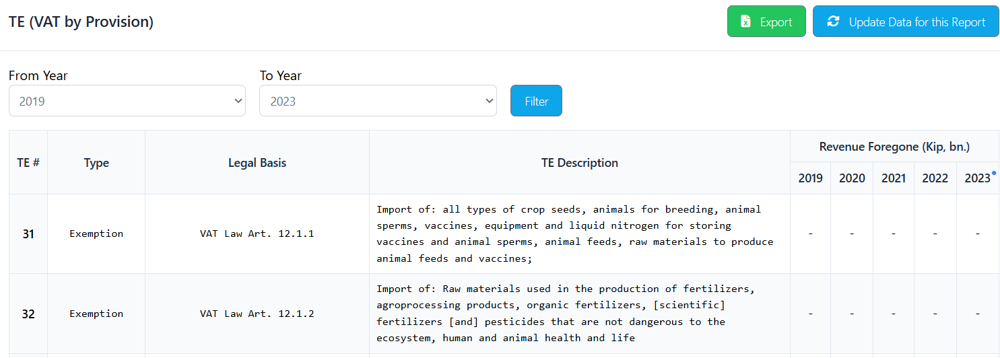 TE (VAT by Provision)
Export
Update Data for this Report
From Year
To Year
2019
2023
Filter
TE #
Type
Legal Basis
TE Description
Revenue Foregone (Kip, bn.)
2019
2020
2021
2022
2023
31
Exemption
VAT Law Art. 12.1.1
Import of: all types of crop seeds, animals for breeding, animal
sperms, vaccines, equipment and liquid nitrogen for storing
vaccines and animal sperms, animal feeds, raw materials to produce
animal feeds and vaccines;
-
-
-
-
-
32
Exemption
VAT Law Art. 12.1.2
Import of: Raw materials used in the production of fertilizers,
agroprocessing products, organic fertilizers, [scientific]
fertilizers [and] pesticides that are not dangerous to the
ecosystem, human and animal health and life
-
-
-
-
-